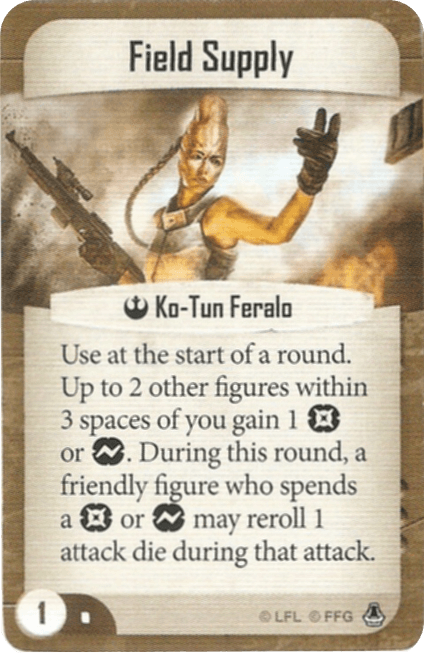 Field Supply
Ko-Tun Feralo
Use at the start of a round.
Up to 2 other figures within
3 spaces of you gain 1
or . During this round, a
friendly figure who spends
a or may reroll 1
attack die during that attack.
1
© LFL © FFG